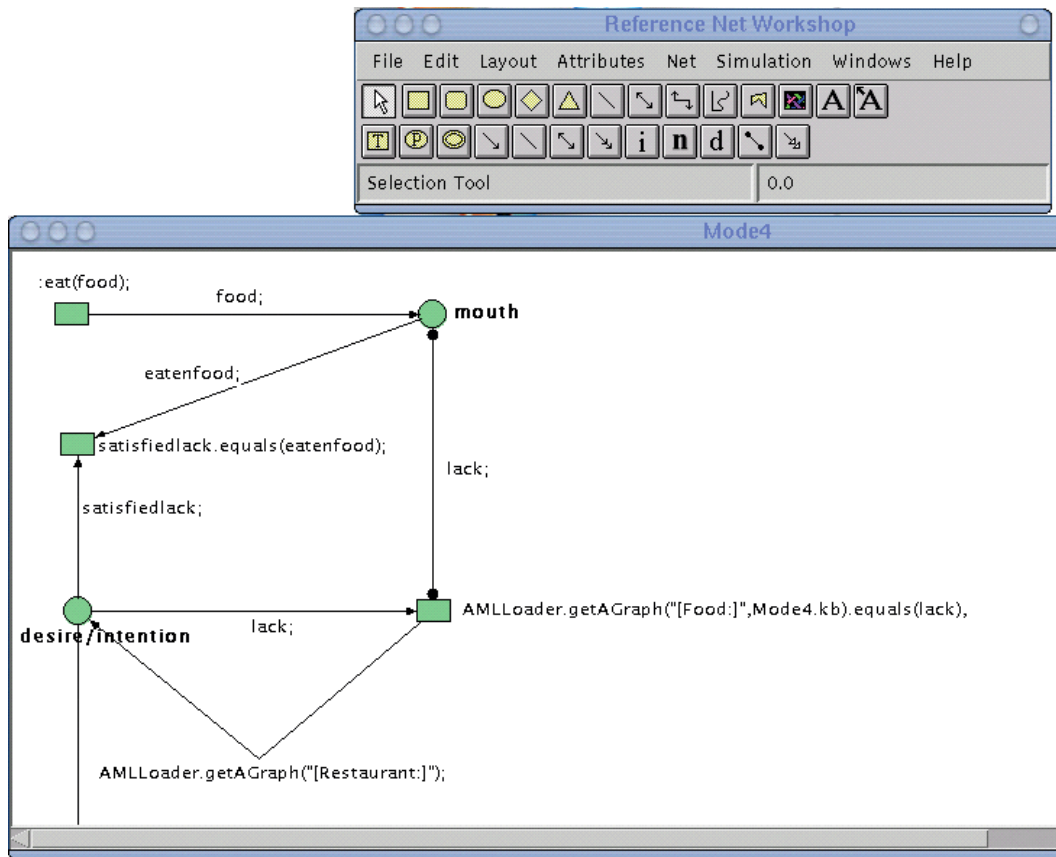 Reference Net Workshop
File Edit Layout Attributes Net Simulation Windows Help
A A
T P i n d
Selection Tool 0.0
Mode4
:eat(food);
food;
mouth
eatenfood;
satisfiedlack.equals(eatenfood);
lack;
satisfiedlack;
AMLLoader.getAGraph("[Food:]",Mode4.kb).equals(lack),
lack;
desire/intention
AMLLoader.getAGraph("[Restaurant:]");